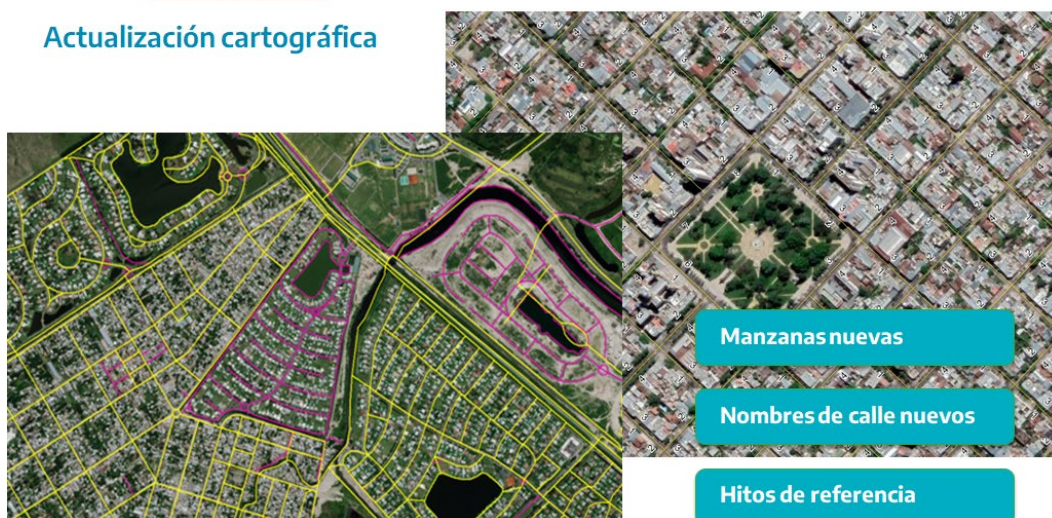 Actualización cartográfica
Manzanas nuevas
Nombres de calle nuevos
Hitos de referencia